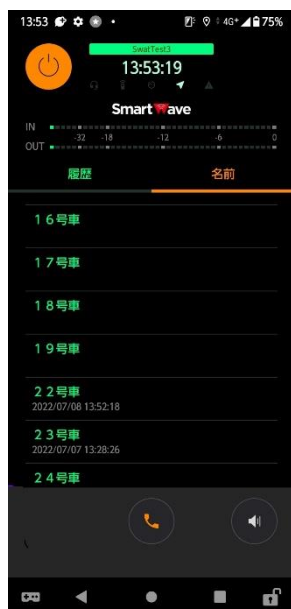 13:53 4G+ 75%
SwatTest3
13:53:19
SmartWave
IN
-32 -18 -12 -6 0
OUT
履歴 名前
16号車
17号車
18号車
19号車
22号車
2022/07/08 13:52:18
23号車
2022/07/07 13:28:26
24号車